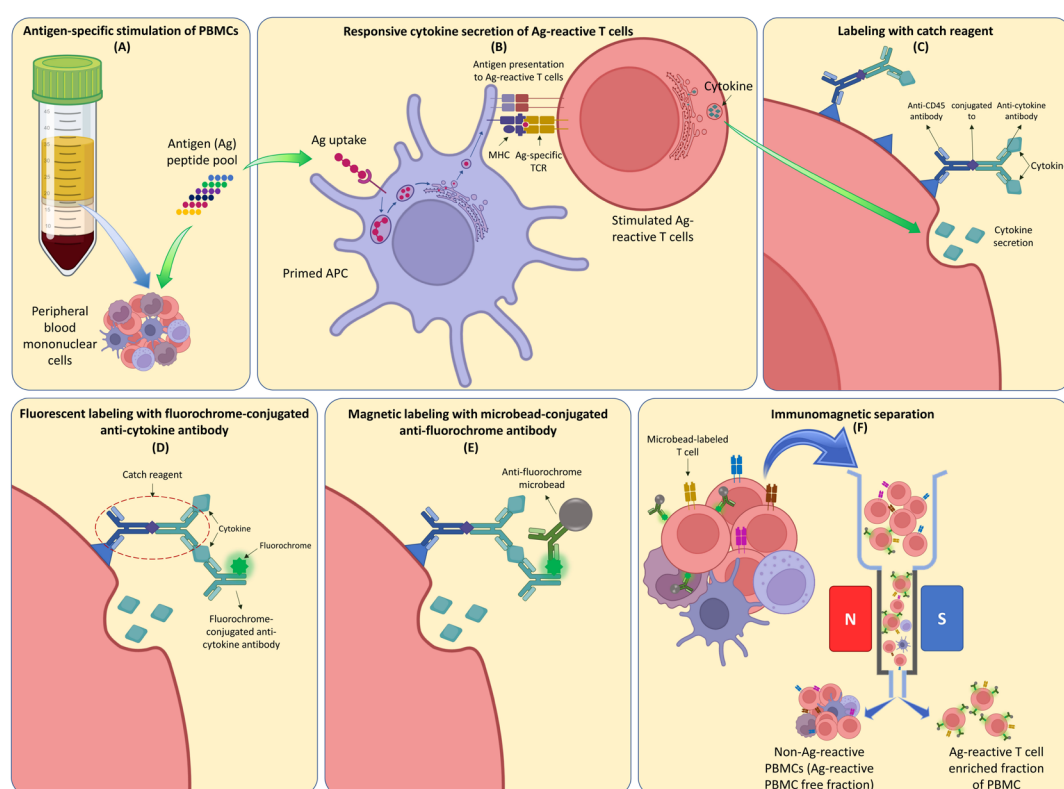 Antigen-specific stimulation of PBMCs
(A)
Antigen (Ag)
peptide pool
Peripheral
blood
mononuclear
cells
Responsive cytokine secretion of Ag-reactive T cells
(B)
Antigen presentation
to Ag-reactive T cells
Cytokine
Ag uptake
MHC
Ag-specific
TCR
Stimulated Ag-
reactive T cells
Primed APC
Labeling with catch reagent
(C)
Anti-CD45
antibody
conjugated
to
Anti-cytokine
antibody
Cytokine
Cytokine
secretion
Fluorescent labeling with fluorochrome-conjugated
anti-cytokine antibody
(D)
Catch reagent
Cytokine
Fluorochrome
Fluorochrome-
conjugated anti-
cytokine antibody
Magnetic labeling with microbead-conjugated
anti-fluorochrome antibody
(E)
Anti-fluorochrome
microbead
Immunomagnetic separation
(F)
Microbead-labeled
T cell
N
S
Non-Ag-reactive
PBMCs (Ag-reactive
PBMC free fraction)
Ag-reactive T cell
enriched fraction
of PBMC